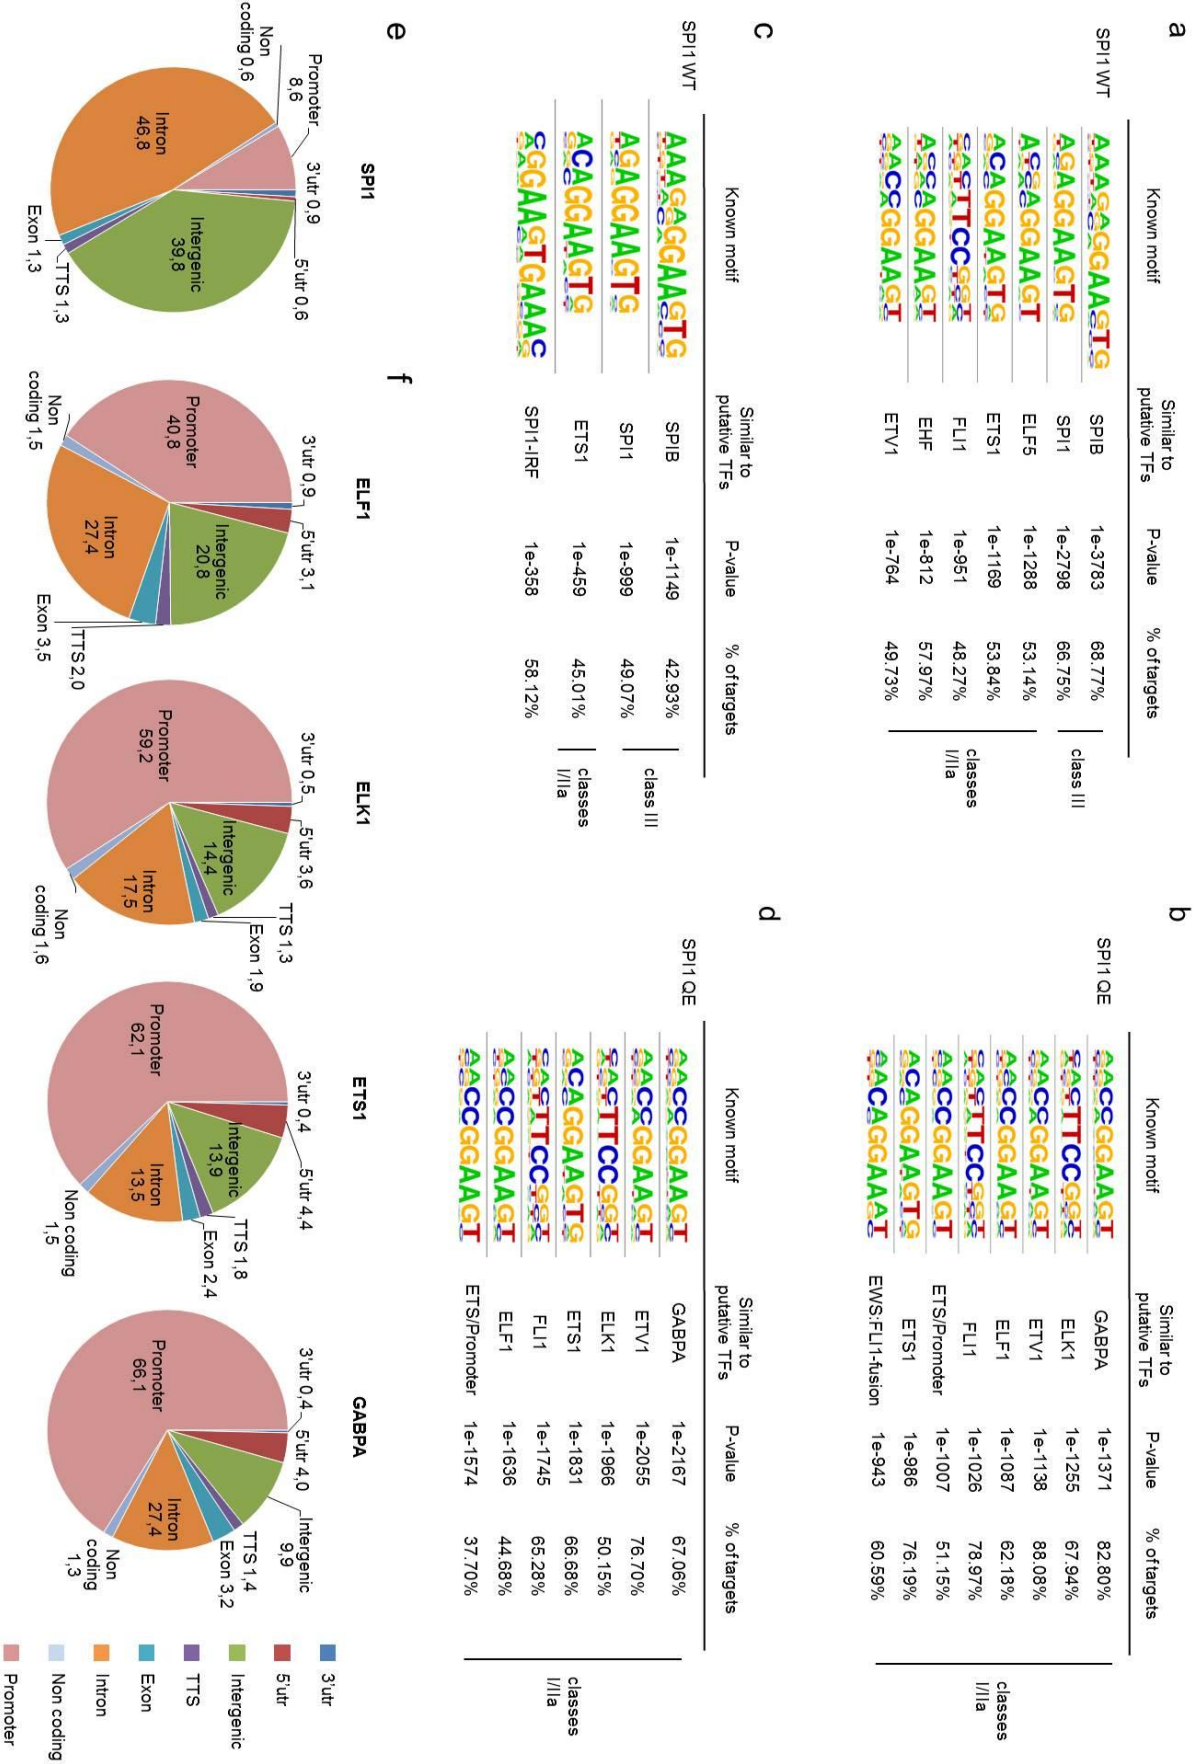 a
SPI1 WT
Known motif
Similar to
putative TFs
P-value
% of targets
SPIB 1e-3783 68.77%
SPI1 1e-2798 66.75%
class III
ELF5 1e-1288 53.14%
ETS1 1e-1169 53.84%
FLI1 1e-951 48.27%
EHF 1e-812 57.97%
ETV1 1e-764 49.73%
classes
I/IIa
b
SPI1 QE
Known motif
Similar to
putative TFs
P-value
% of targets
GABPA 1e-1371 82.80%
ELK1 1e-1255 67.94%
ETV1 1e-1138 88.08%
ELF1 1e-1087 62.18%
FLI1 1e-1026 78.97%
ETS/Promoter 1e-1007 51.15%
ETS1 1e-986 76.19%
EWS:FLI1-fusion 1e-943 60.59%
classes
I/IIa
c
SPI1 WT
Known motif
Similar to
putative TFs
P-value
% of targets
SPIB 1e-1149 42.93%
SPI1 1e-999 49.07%
class III
ETS1 1e-459 45.01%
classes
I/IIa
SPI1-IRF 1e-358 58.12%
d
SPI1 QE
Known motif
Similar to
putative TFs
P-value
% of targets
GABPA 1e-2167 67.06%
ETV1 1e-2055 76.70%
ELK1 1e-1966 50.15%
ETS1 1e-1831 66.68%
FLI1 1e-1745 65.28%
ELF1 1e-1636 44.68%
ETS/Promoter 1e-1574 37.70%
classes
I/IIa
e
SPI1
Non
coding 0,6
Promoter
8,6
3'utr 0,9
5'utr 0,6
Intergenic
39,8
TTS 1,3
Exon 1,3
Intron
46,8
f
ELF1
Promoter
40,8
3'utr 0,9
5'utr 3,1
Intergenic
20,8
TTS 2,0
Exon 3,5
Intron
27,4
Non
coding 1,5
ELK1
Promoter
59,2
3'utr 0,5
5'utr 3,6
Intergenic
14,4
TTS 1,3
Exon 1,9
Intron
17,5
Non
coding 1,6
ETS1
Promoter
62,1
3'utr 0,4
5'utr 4,4
Intergenic
13,9
TTS 1,8
Exon 2,4
Intron
13,5
Non coding
1,5
GABPA
Promoter
66,1
3'utr 0,4
5'utr 4,0
Intergenic
9,9
TTS 1,4
Exon 3,2
Intron
27,4
Non
coding
1,3
3'utr
5'utr
Intergenic
TTS
Exon
Intron
Non coding
Promoter